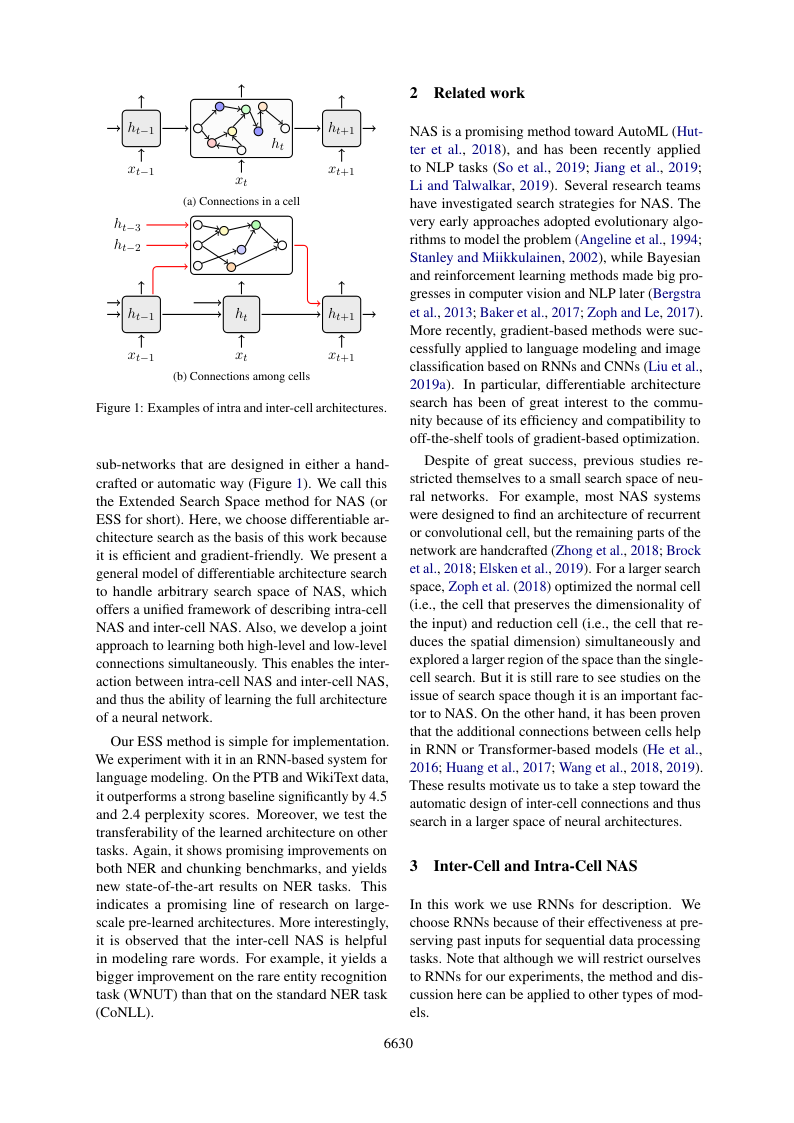 h_{t−1}
h_t
h_{t+1}
x_{t−1}
x_t
x_{t+1}
(a) Connections in a cell
h_{t−3}
h_{t−2}
h_{t−1}
h_t
h_{t+1}
x_{t−1}
x_t
x_{t+1}
(b) Connections among cells
Figure 1: Examples of intra and inter-cell architectures.
sub-networks that are designed in either a hand-
crafted or automatic way (Figure 1). We call this
the Extended Search Space method for NAS (or
ESS for short). Here, we choose differentiable ar-
chitecture search as the basis of this work because
it is efficient and gradient-friendly. We present a
general model of differentiable architecture search
to handle arbitrary search space of NAS, which
offers a unified framework of describing intra-cell
NAS and inter-cell NAS. Also, we develop a joint
approach to learning both high-level and low-level
connections simultaneously. This enables the inter-
action between intra-cell NAS and inter-cell NAS,
and thus the ability of learning the full architecture
of a neural network.
Our ESS method is simple for implementation.
We experiment with it in an RNN-based system for
language modeling. On the PTB and WikiText data,
it outperforms a strong baseline significantly by 4.5
and 2.4 perplexity scores. Moreover, we test the
transferability of the learned architecture on other
tasks. Again, it shows promising improvements on
both NER and chunking benchmarks, and yields
new state-of-the-art results on NER tasks. This
indicates a promising line of research on large-
scale pre-learned architectures. More interestingly,
it is observed that the inter-cell NAS is helpful
in modeling rare words. For example, it yields a
bigger improvement on the rare entity recognition
task (WNUT) than that on the standard NER task
(CoNLL).
2 Related work
NAS is a promising method toward AutoML (Hut-
ter et al., 2018), and has been recently applied
to NLP tasks (So et al., 2019; Jiang et al., 2019;
Li and Talwalkar, 2019). Several research teams
have investigated search strategies for NAS. The
very early approaches adopted evolutionary algo-
rithms to model the problem (Angeline et al., 1994;
Stanley and Miikkulainen, 2002), while Bayesian
and reinforcement learning methods made big pro-
gresses in computer vision and NLP later (Bergstra
et al., 2013; Baker et al., 2017; Zoph and Le, 2017).
More recently, gradient-based methods were suc-
cessfully applied to language modeling and image
classification based on RNNs and CNNs (Liu et al.,
2019a). In particular, differentiable architecture
search has been of great interest to the commu-
nity because of its efficiency and compatibility to
off-the-shelf tools of gradient-based optimization.
Despite of great success, previous studies re-
stricted themselves to a small search space of neu-
ral networks. For example, most NAS systems
were designed to find an architecture of recurrent
or convolutional cell, but the remaining parts of the
network are handcrafted (Zhong et al., 2018; Brock
et al., 2018; Elsken et al., 2019). For a larger search
space, Zoph et al. (2018) optimized the normal cell
(i.e., the cell that preserves the dimensionality of
the input) and reduction cell (i.e., the cell that re-
duces the spatial dimension) simultaneously and
explored a larger region of the space than the single-
cell search. But it is still rare to see studies on the
issue of search space though it is an important fac-
tor to NAS. On the other hand, it has been proven
that the additional connections between cells help
in RNN or Transformer-based models (He et al.,
2016; Huang et al., 2017; Wang et al., 2018, 2019).
These results motivate us to take a step toward the
automatic design of inter-cell connections and thus
search in a larger space of neural architectures.
3 Inter-Cell and Intra-Cell NAS
In this work we use RNNs for description. We
choose RNNs because of their effectiveness at pre-
serving past inputs for sequential data processing
tasks. Note that although we will restrict ourselves
to RNNs for our experiments, the method and dis-
cussion here can be applied to other types of mod-
els.
6630